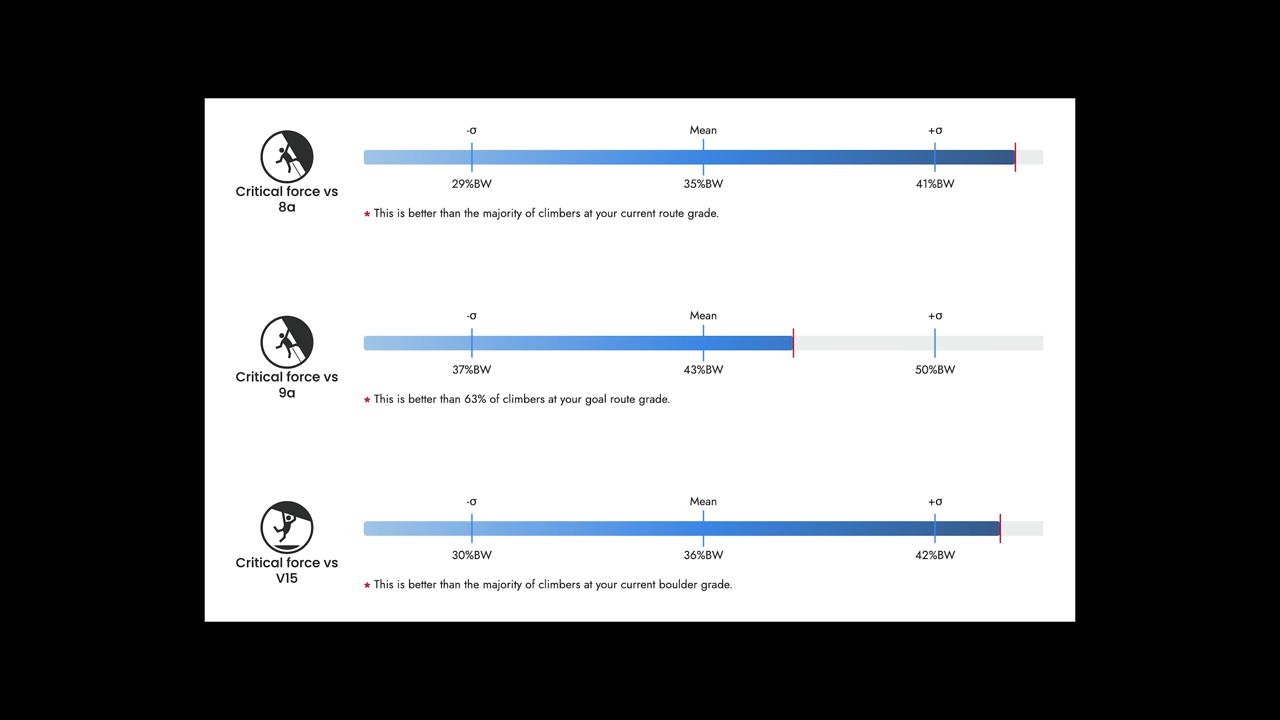 -σ Mean +σ
Critical force vs
8a
29%BW 35%BW 41%BW
* This is better than the majority of climbers at your current route grade.
-σ Mean +σ
Critical force vs
9a
37%BW 43%BW 50%BW
* This is better than 63% of climbers at your goal route grade.
-σ Mean +σ
Critical force vs
V15
30%BW 36%BW 42%BW
* This is better than the majority of climbers at your current boulder grade.